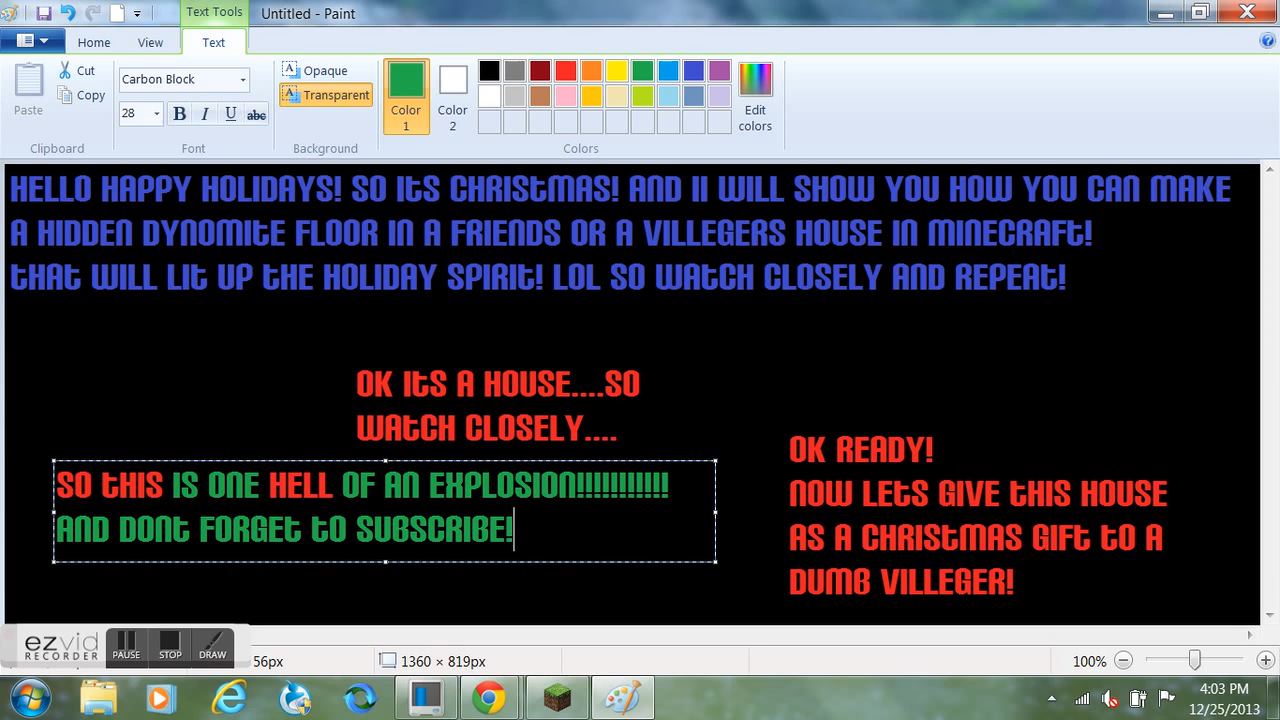 Text Tools
Untitled - Paint
Home
View
Text
Paste
Cut
Copy
Clipboard
Carbon Block
28
B I U abc
Font
Opaque
Transparent
Background
Color 1
Color 2
Edit colors
Colors
HELLO HAPPY HOLIDAYS! SO ITS CHRISTMAS! AND II WILL SHOW YOU HOW YOU CAN MAKE
A HIDDEN DYNOMITE FLOOR IN A FRIENDS OR A VILLEGERS HOUSE IN MINECRAFT!
THAT WILL LIT UP THE HOLIDAY SPIRIT! LOL SO WATCH CLOSELY AND REPEAT!
OK ITS A HOUSE....SO
WATCH CLOSELY....
SO THIS IS ONE HELL OF AN EXPLOSION!!!!!!!!!!!
AND DONT FORGET TO SUBSCRIBE!
OK READY!
NOW LETS GIVE THIS HOUSE
AS A CHRISTMAS GIFT TO A
DUMB VILLEGER!
ezvid
RECORDER
PAUSE
STOP
DRAW
56px
1360 × 819px
100%
4:03 PM
12/25/2013